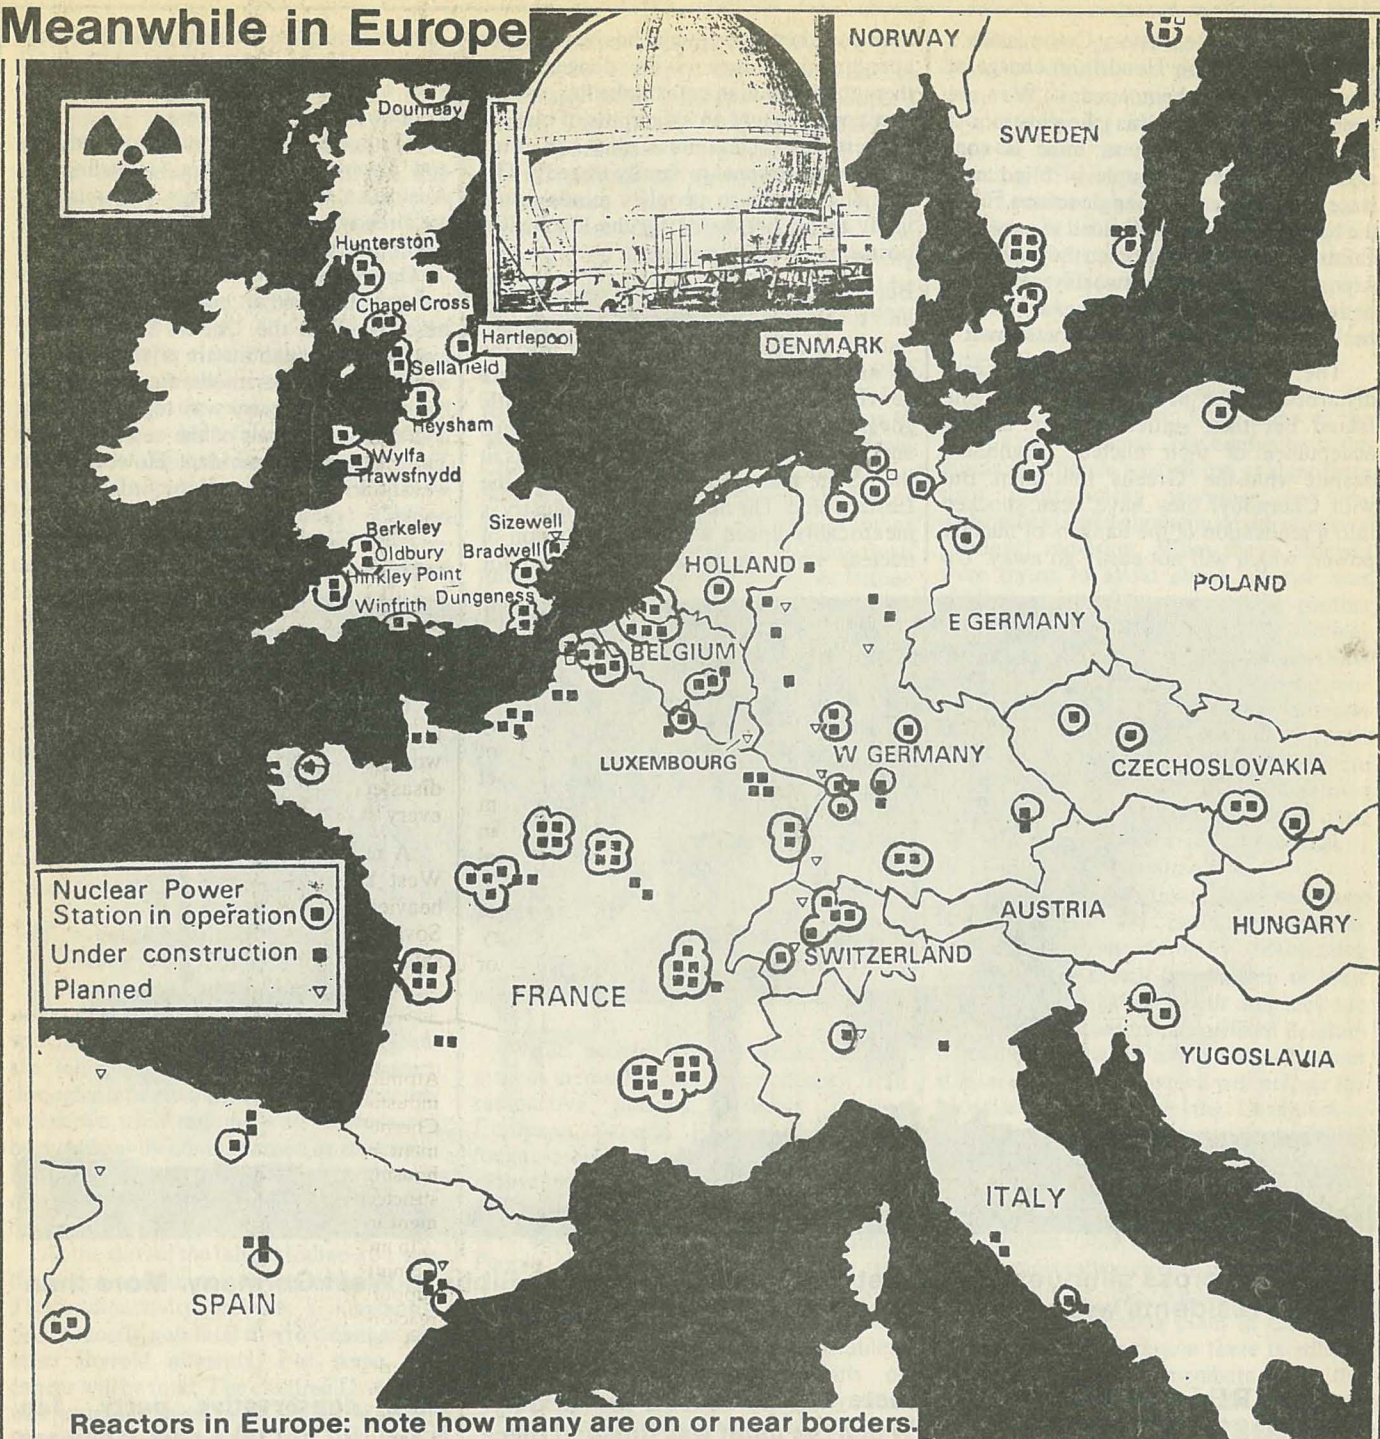 Meanwhile in Europe
NORWAY
SWEDEN
Dounreay
Hunterston
Chapel Cross
Hartlepool
DENMARK
Sellafield
Heysham
Wylfa
Trawsfnydd
Berkeley
Sizewell
Oldbury
Bradwell
Hinkley Point
Dungeness
Winfrith
HOLLAND
POLAND
E GERMANY
BELGIUM
W GERMANY
LUXEMBOURG
CZECHOSLOVAKIA
Nuclear Power
Station in operation
Under construction
Planned
AUSTRIA
HUNGARY
SWITZERLAND
FRANCE
YUGOSLAVIA
ITALY
SPAIN
Reactors in Europe: note how many are on or near borders.